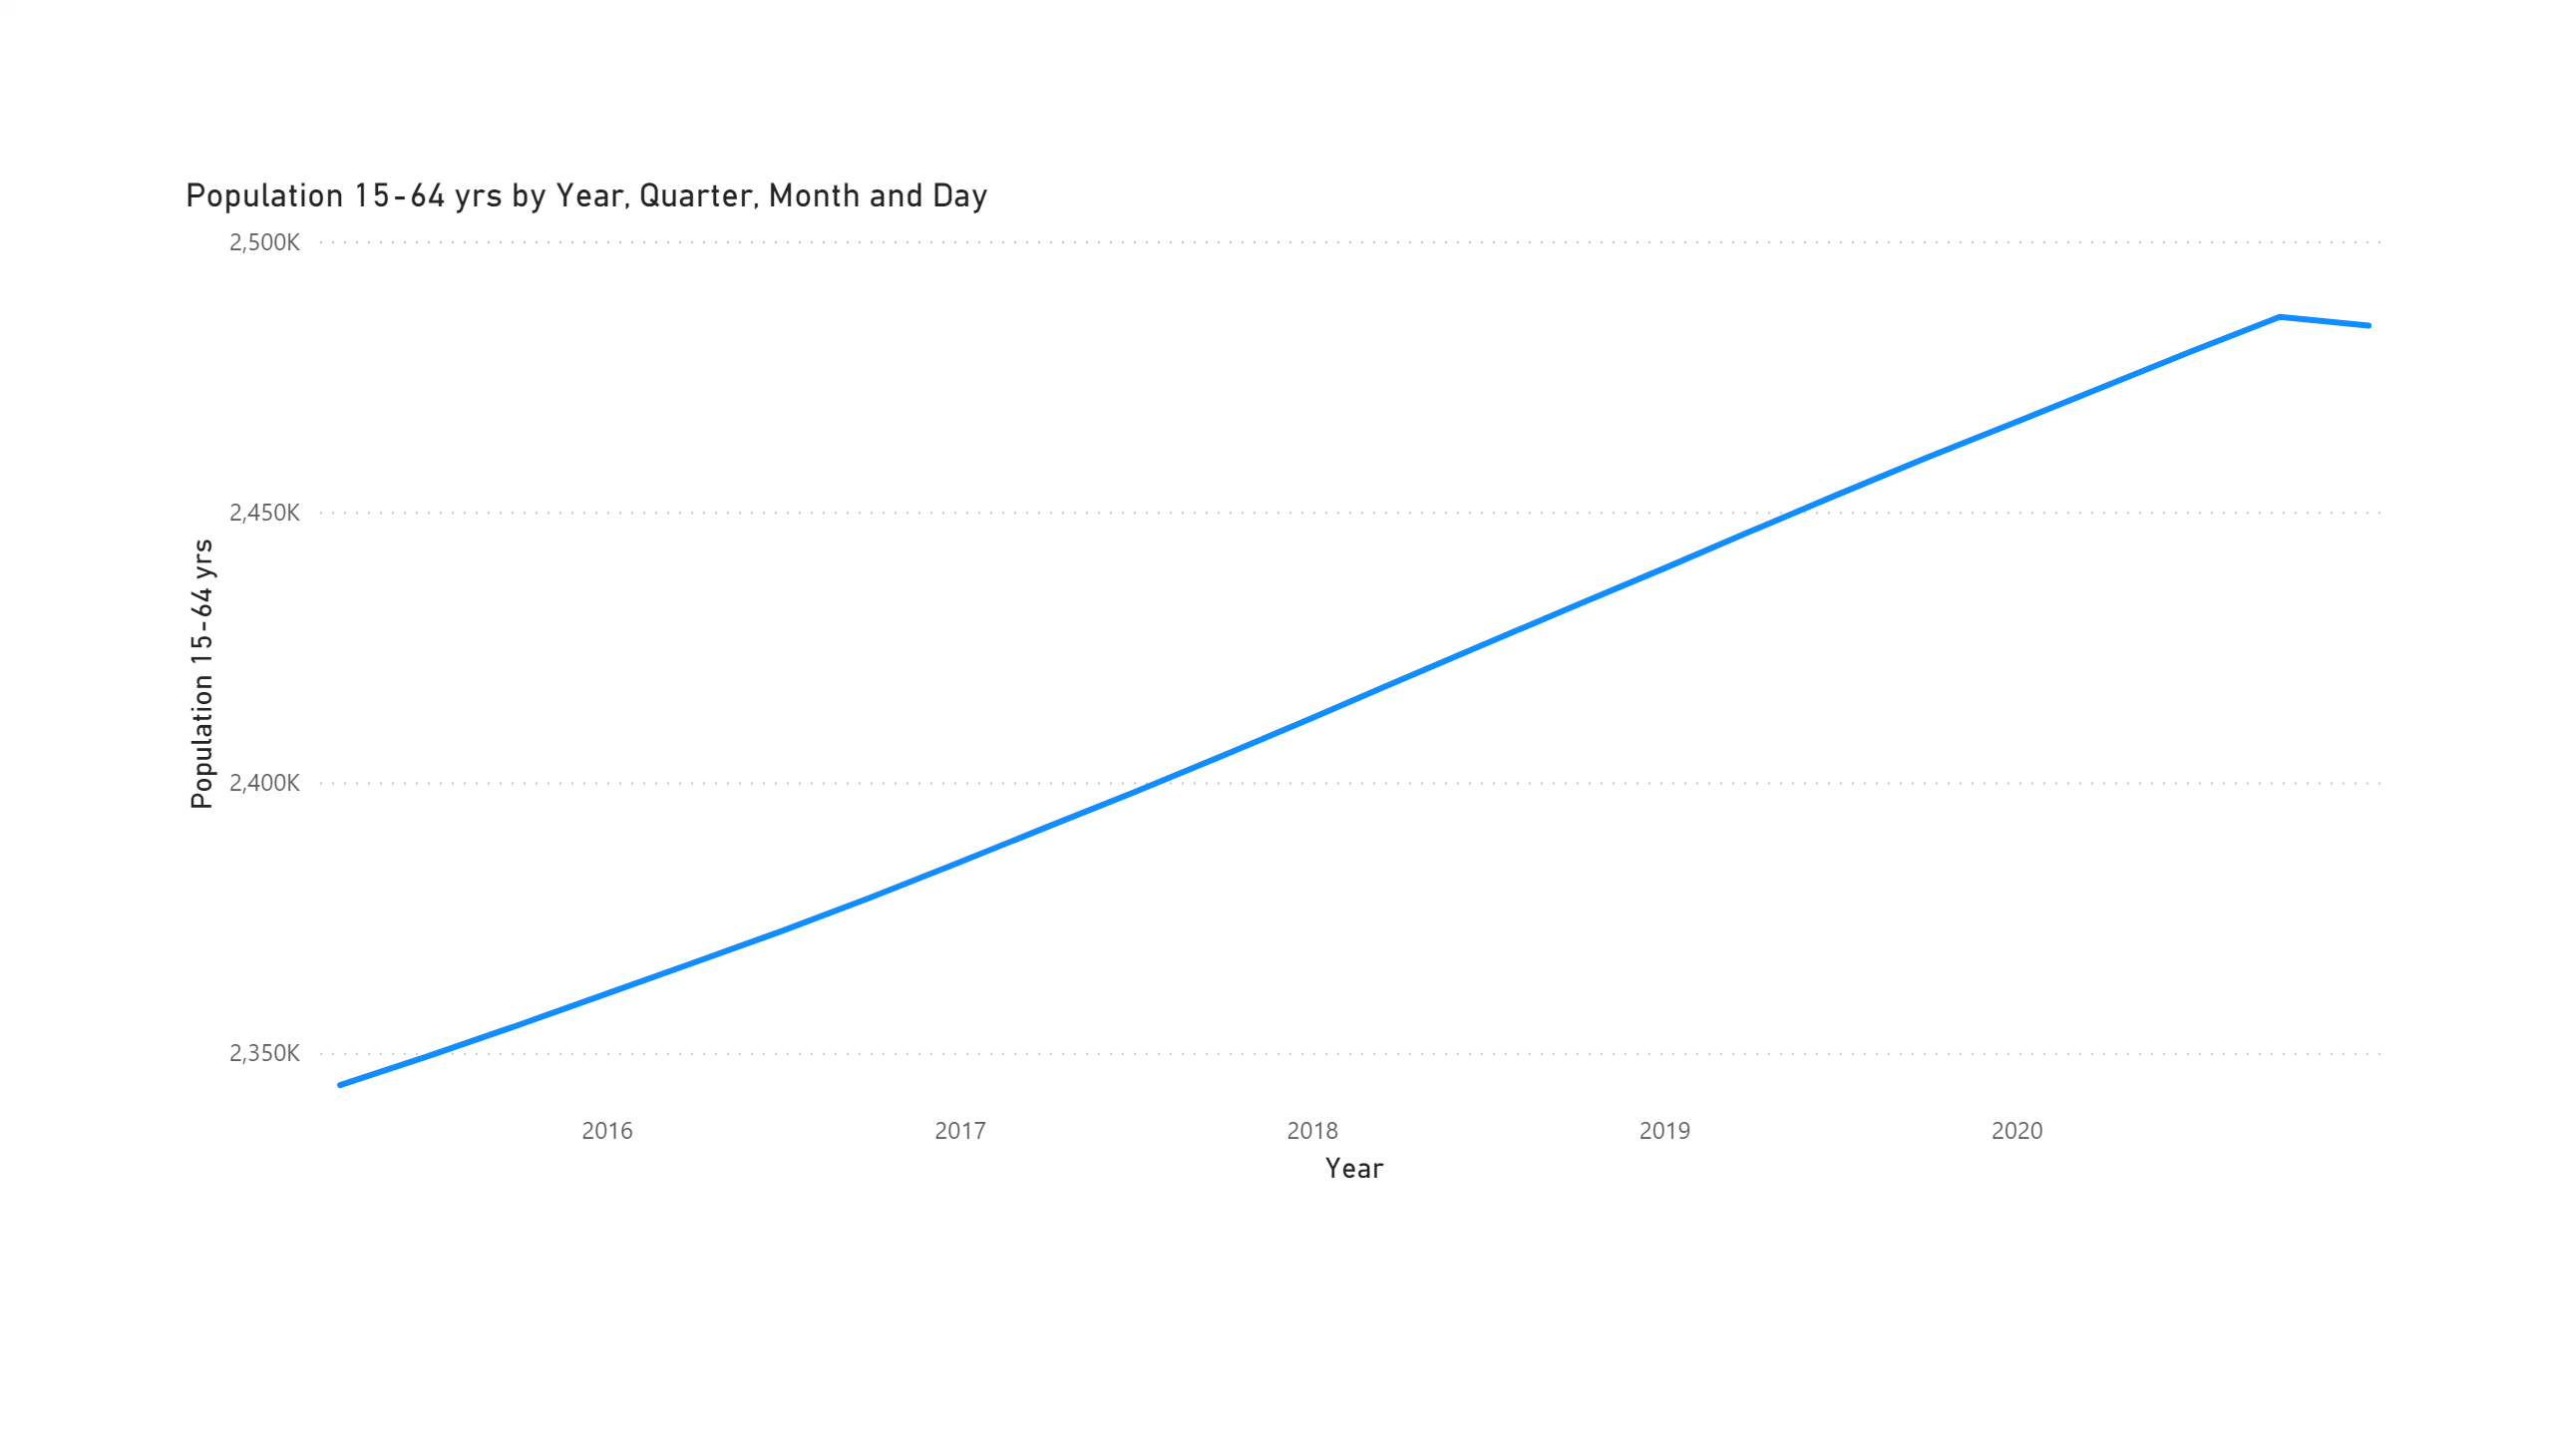 Population 15-64 yrs by Year, Quarter, Month and Day
2,500K
2,450K
2,400K
2,350K
Population 15-64 yrs
2016 2017 2018 2019 2020
Year